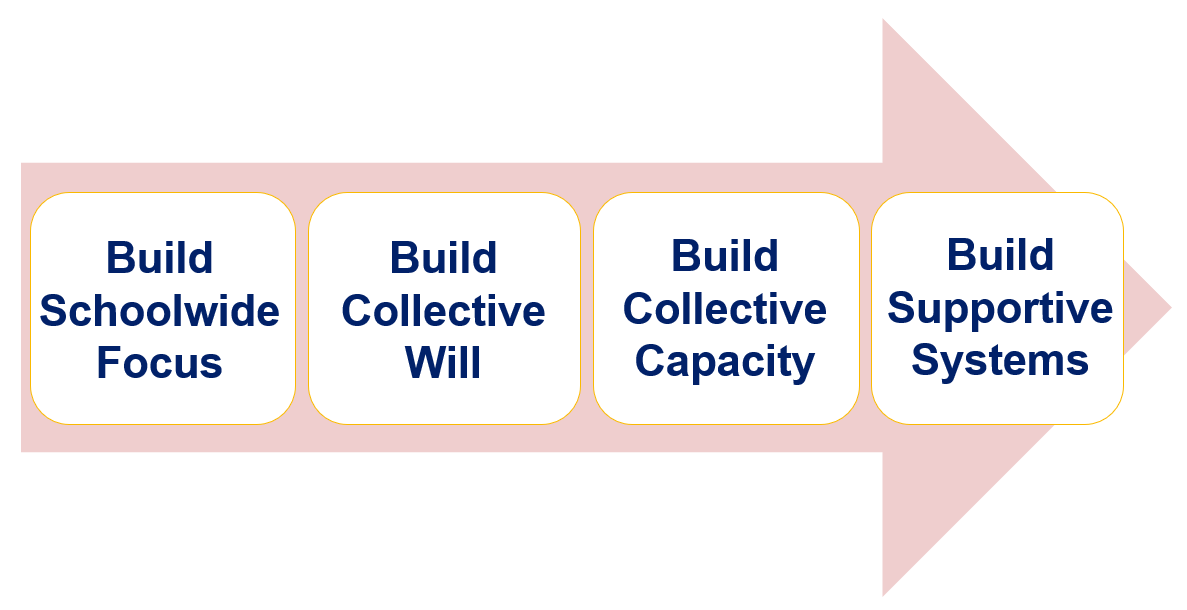 Build
Schoolwide
Focus
Build
Collective
Will
Build
Collective
Capacity
Build
Supportive
Systems